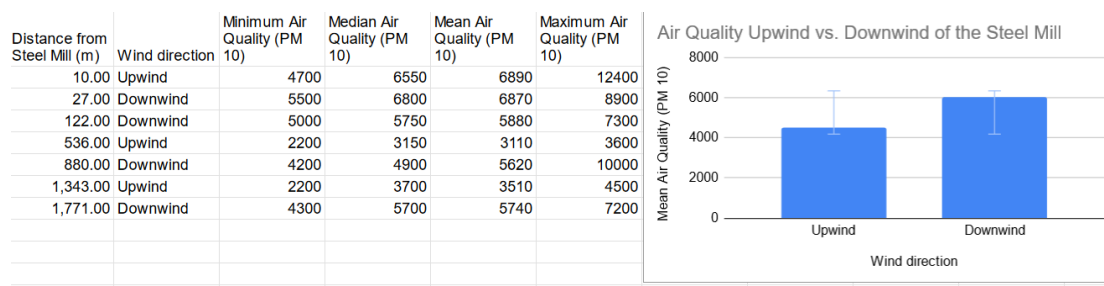 Distance from Steel Mill (m) Wind direction Minimum Air Quality (PM 10) Median Air Quality (PM 10) Mean Air Quality (PM 10) Maximum Air Quality (PM 10)
10.00 Upwind 4700 6550 6890 12400
27.00 Downwind 5500 6800 6870 8900
122.00 Downwind 5000 5750 5880 7300
536.00 Upwind 2200 3150 3110 3600
880.00 Downwind 4200 4900 5620 10000
1,343.00 Upwind 2200 3700 3510 4500
1,771.00 Downwind 4300 5700 5740 7200
Air Quality Upwind vs. Downwind of the Steel Mill
Mean Air Quality (PM 10)
8000
6000
4000
2000
0
Upwind Downwind
Wind direction